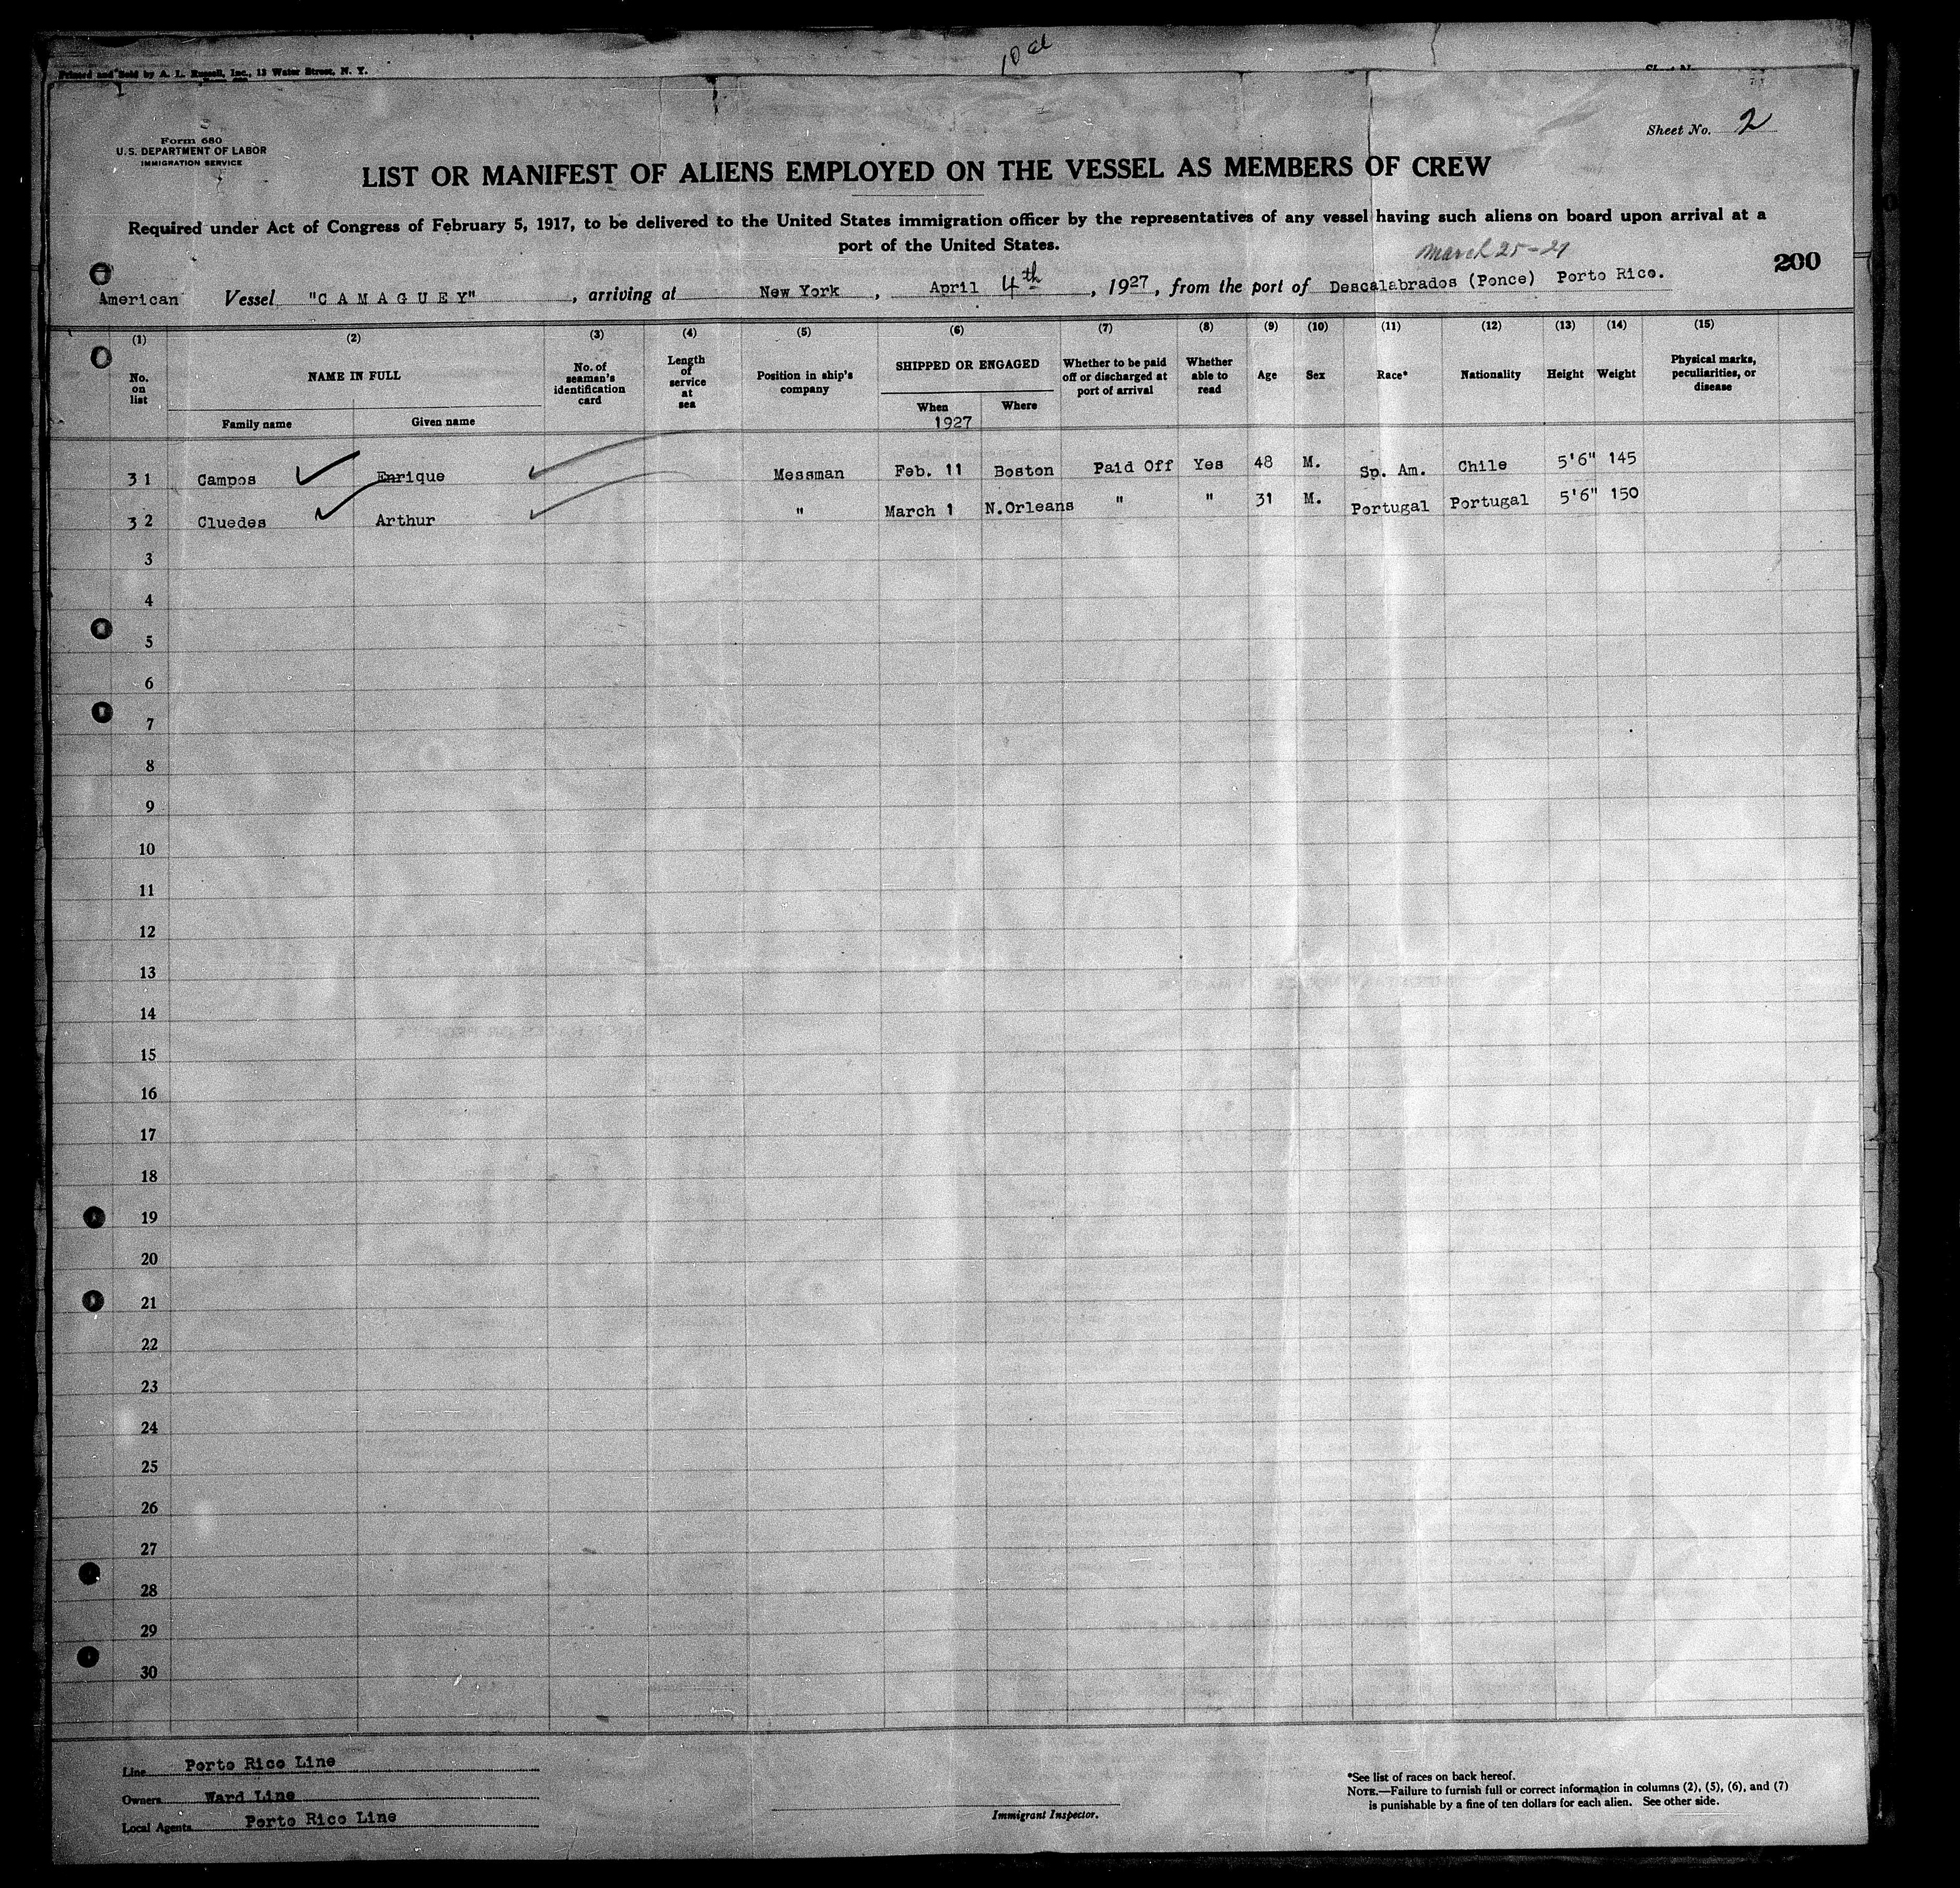 10 al
Printed and Sold by A. L. Russell, Inc., 12 Water Street, N. Y.
Form 680
U. S. DEPARTMENT OF LABOR
IMMIGRATION SERVICE
Sheet No. 2
LIST OR MANIFEST OF ALIENS EMPLOYED ON THE VESSEL AS MEMBERS OF CREW
Required under Act of Congress of February 5, 1917, to be delivered to the United States immigration officer by the representatives of any vessel having such aliens on board upon arrival at a
port of the United States.
March 25-27
200
American Vessel "C A M A G U E Y", arriving at New York, April 4th, 1927, from the port of Descalabrados (Ponce) Porto Rico.
(1) (2) (3) (4) (5) (6) (7) (8) (9) (10) (11) (12) (13) (14) (15)
No. on list NAME IN FULL No. of seaman's identification card Length of service at sea Position in ship's company SHIPPED OR ENGAGED Whether to be paid off or discharged at port of arrival Whether able to read Age Sex Race* Nationality Height Weight Physical marks, peculiarities, or disease
Family name Given name When Where
1927
31 Campos Enrique Messman Feb. 11 Boston Paid Off Yes 48 M. Sp. Am. Chile 5'6" 145
32 Cluedes Arthur " March 1 N.Orleans " " 31 M. Portugal Portugal 5'6" 150
3
4
5
6
7
8
9
10
11
12
13
14
15
16
17
18
19
20
21
22
23
24
25
26
27
28
29
30
Line Porto Rico Line
Owners Ward Line
Local Agents Porto Rico Line
Immigrant Inspector.
*See list of races on back hereof.
NOTE.—Failure to furnish full or correct information in columns (2), (5), (6), and (7)
is punishable by a fine of ten dollars for each alien. See other side.